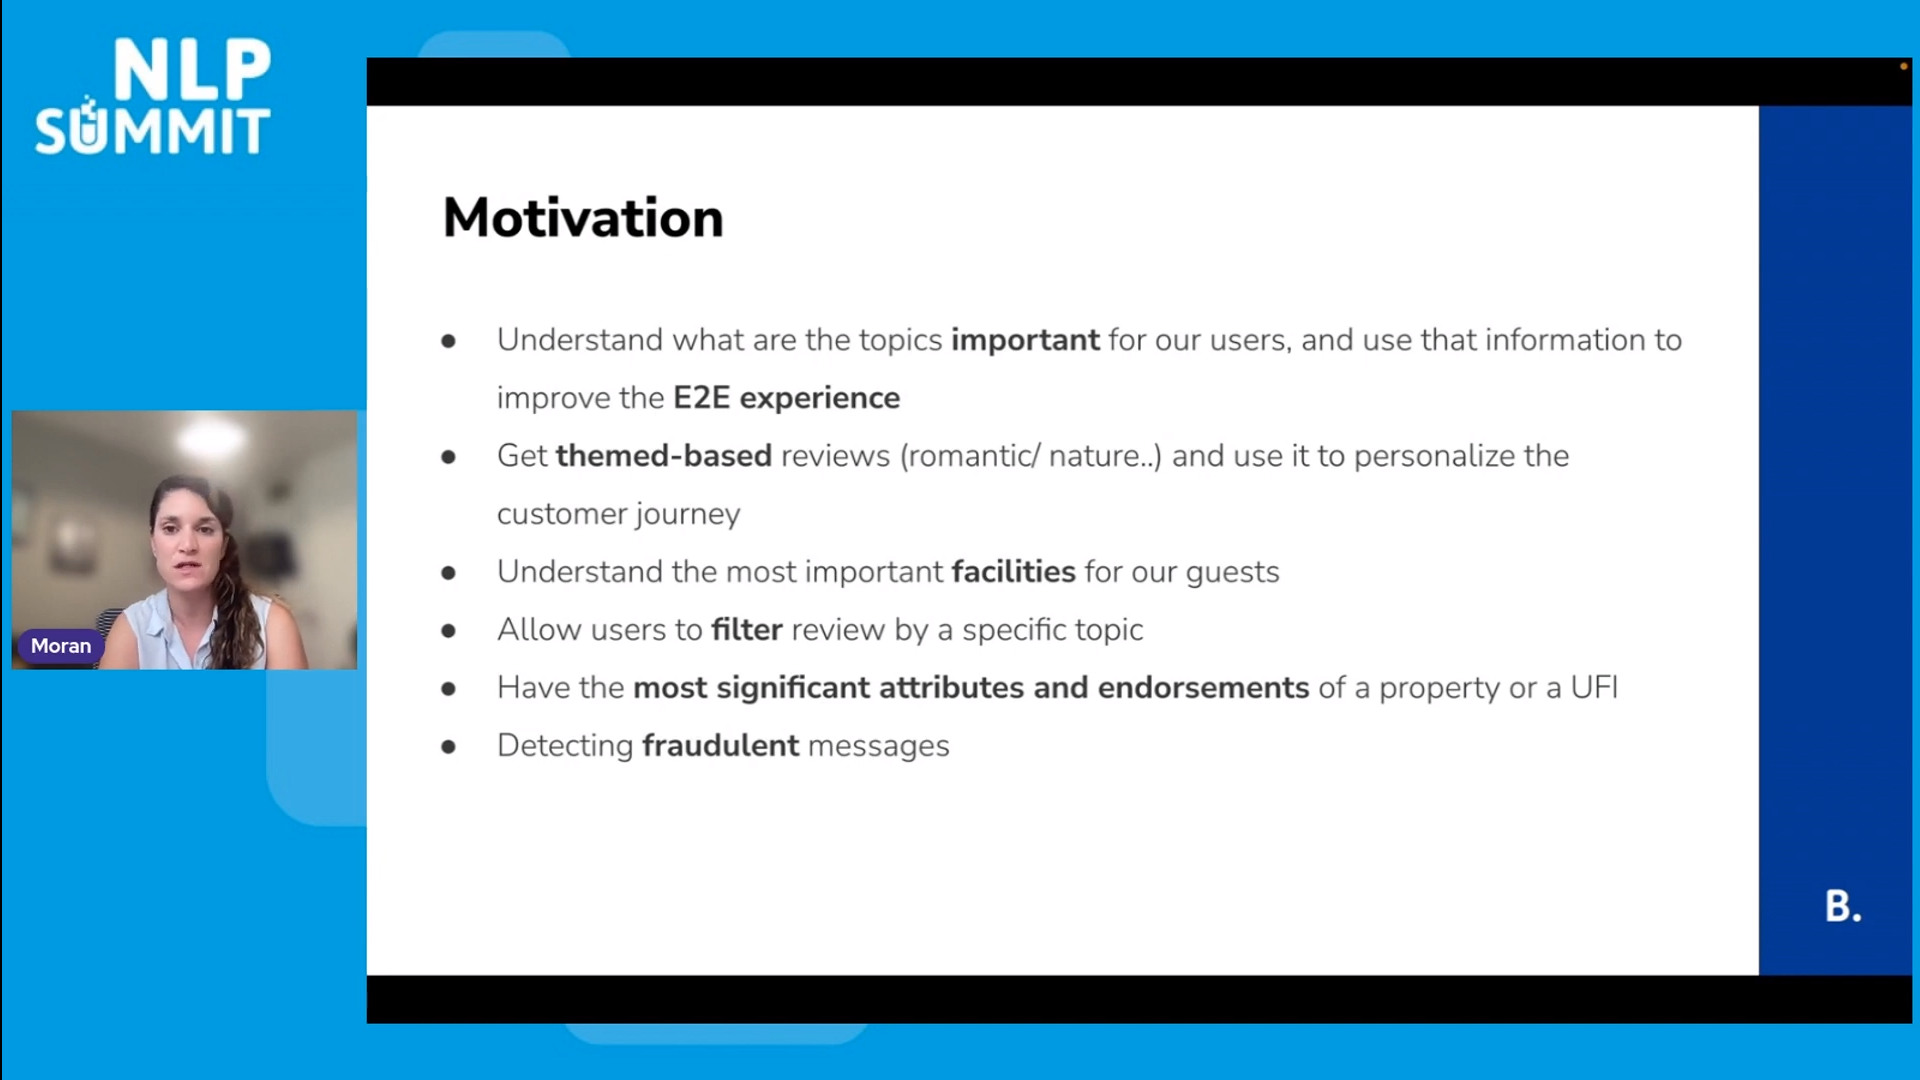 NLP
SUMMIT
Motivation
● Understand what are the topics important for our users, and use that information to
improve the E2E experience
● Get themed-based reviews (romantic/ nature..) and use it to personalize the
customer journey
● Understand the most important facilities for our guests
● Allow users to filter review by a specific topic
● Have the most significant attributes and endorsements of a property or a UFI
● Detecting fraudulent messages
Moran
B.